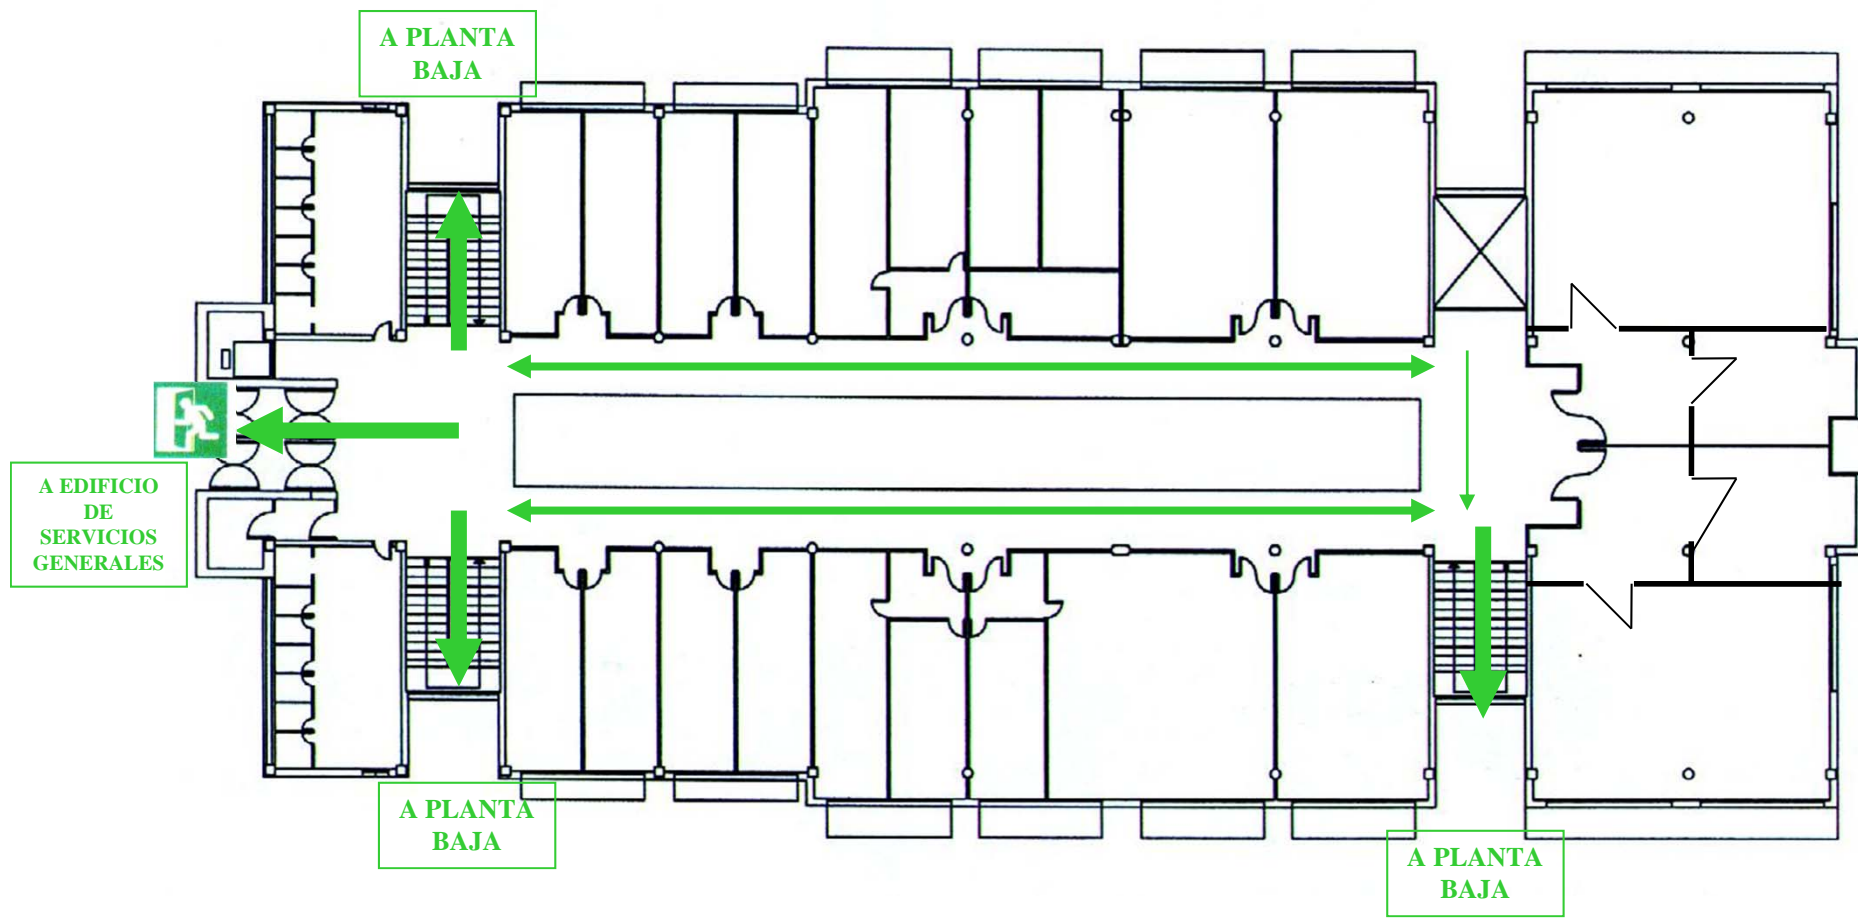 A PLANTA
BAJA
A EDIFICIO
DE
SERVICIOS
GENERALES
A PLANTA
BAJA
A PLANTA
BAJA